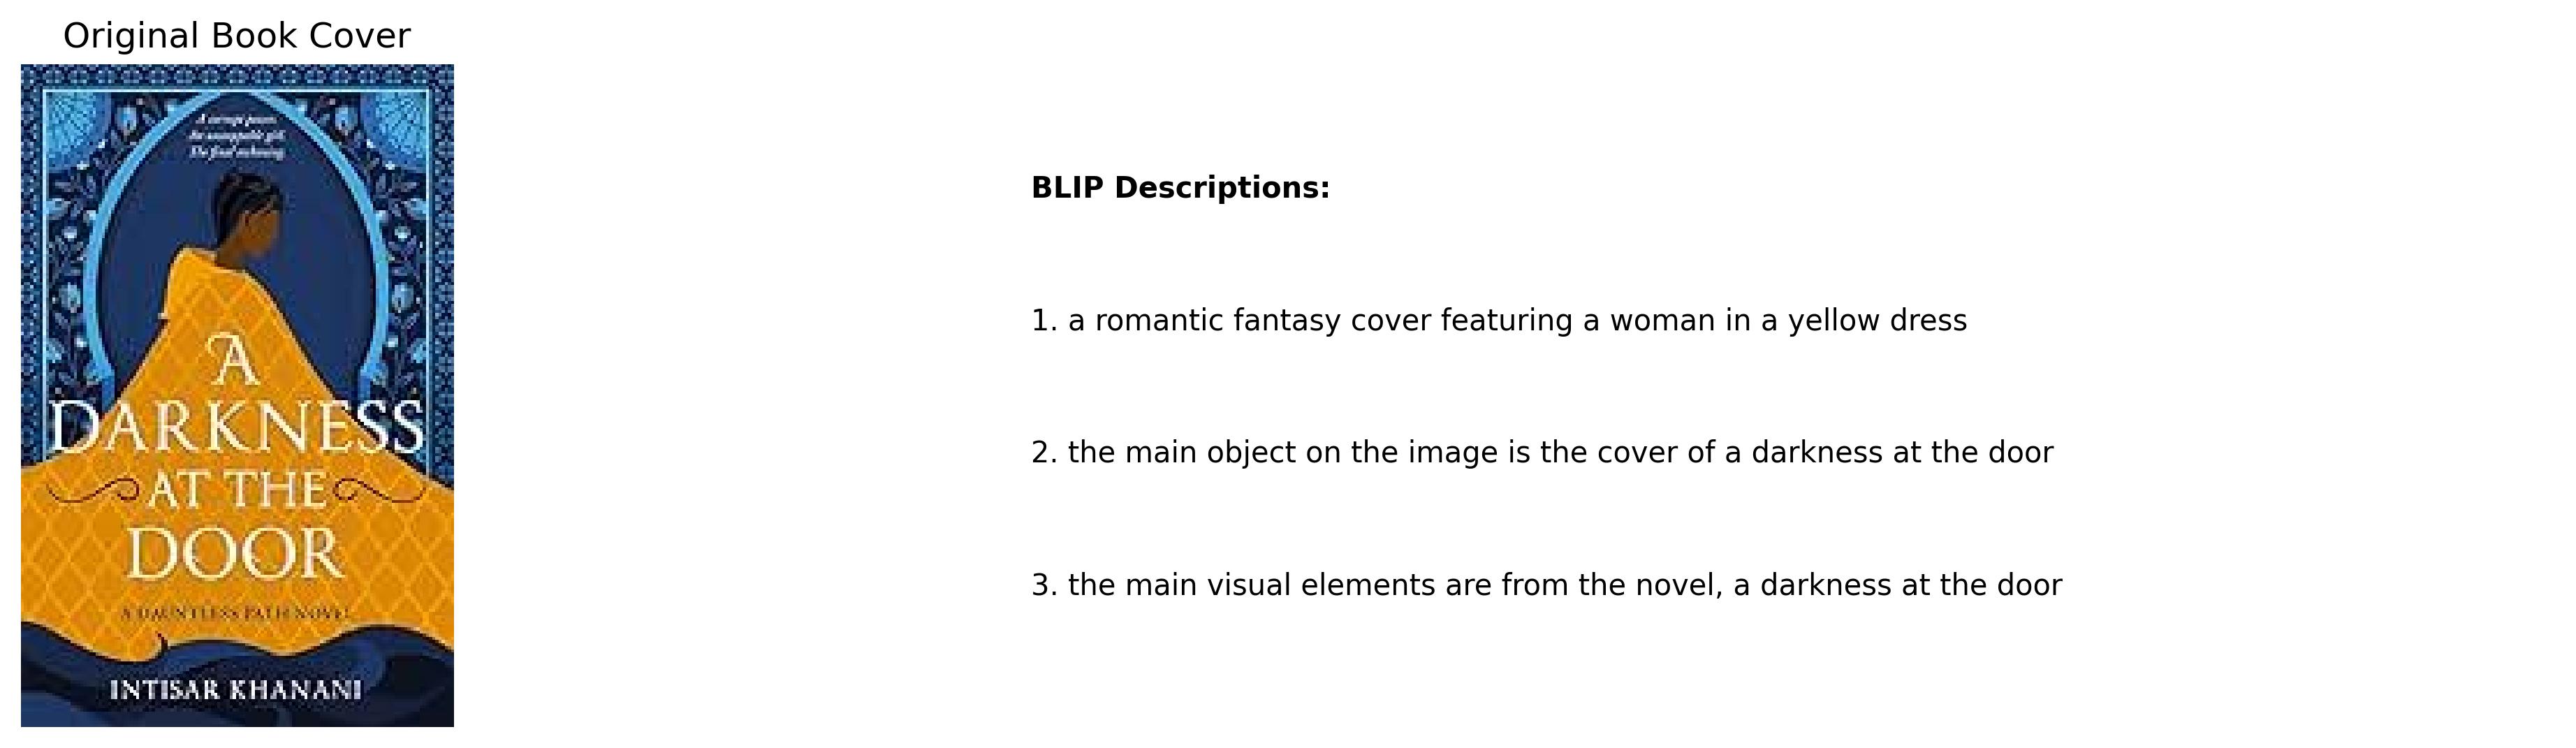 Original Book Cover
A corrupt power.
An unstoppable girl.
The final reckoning.
A
DARKNESS
AT THE
DOOR
A DAUNTLESS PATH NOVEL
INTISAR KHANANI
BLIP Descriptions:
1. a romantic fantasy cover featuring a woman in a yellow dress
2. the main object on the image is the cover of a darkness at the door
3. the main visual elements are from the novel, a darkness at the door